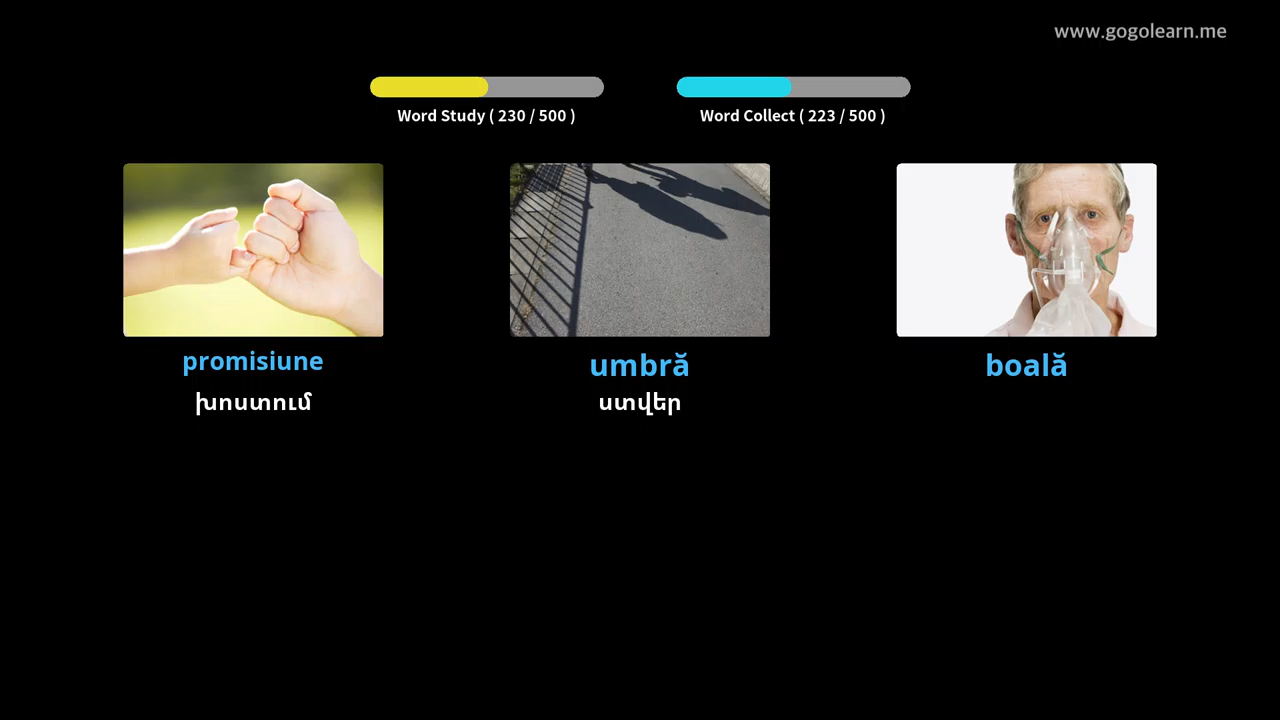 www.gogolearn.me
Word Study ( 230 / 500 )
Word Collect ( 223 / 500 )
promisiune
umbră
boală
խոստում
ստվեր